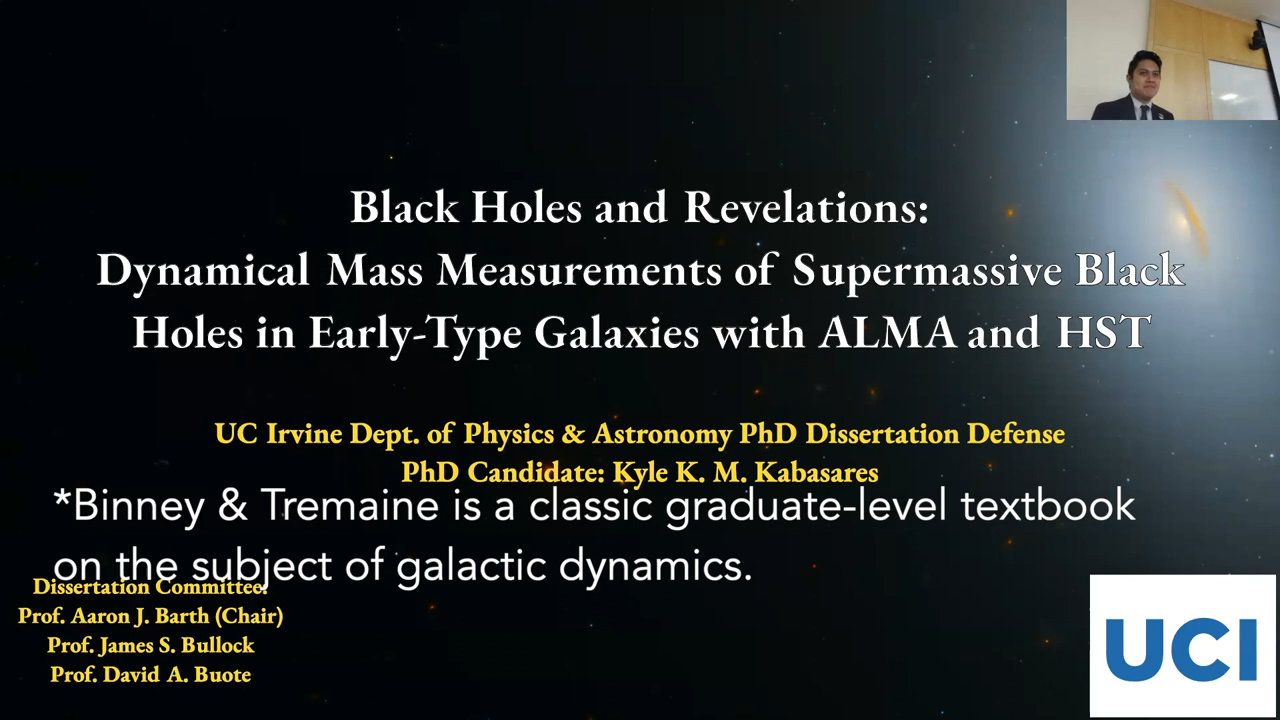 Black Holes and Revelations:
Dynamical Mass Measurements of Supermassive Black
Holes in Early-Type Galaxies with ALMA and HST
UC Irvine Dept. of Physics & Astronomy PhD Dissertation Defense
PhD Candidate: Kyle K. M. Kabasares
*Binney & Tremaine is a classic graduate-level textbook
on the subject of galactic dynamics.
Dissertation Committee:
Prof. Aaron J. Barth (Chair)
Prof. James S. Bullock
Prof. David A. Buote
UCI